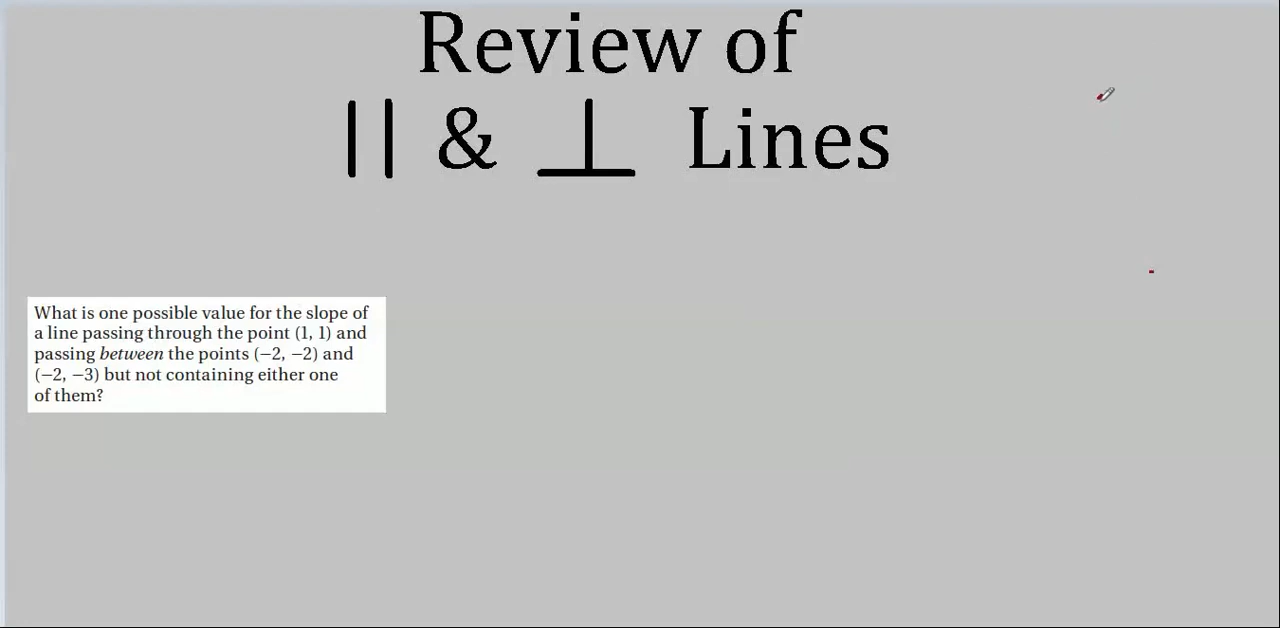 Review of
|| & ⊥ Lines
What is one possible value for the slope of
a line passing through the point (1, 1) and
passing between the points (−2, −2) and
(−2, −3) but not containing either one
of them?